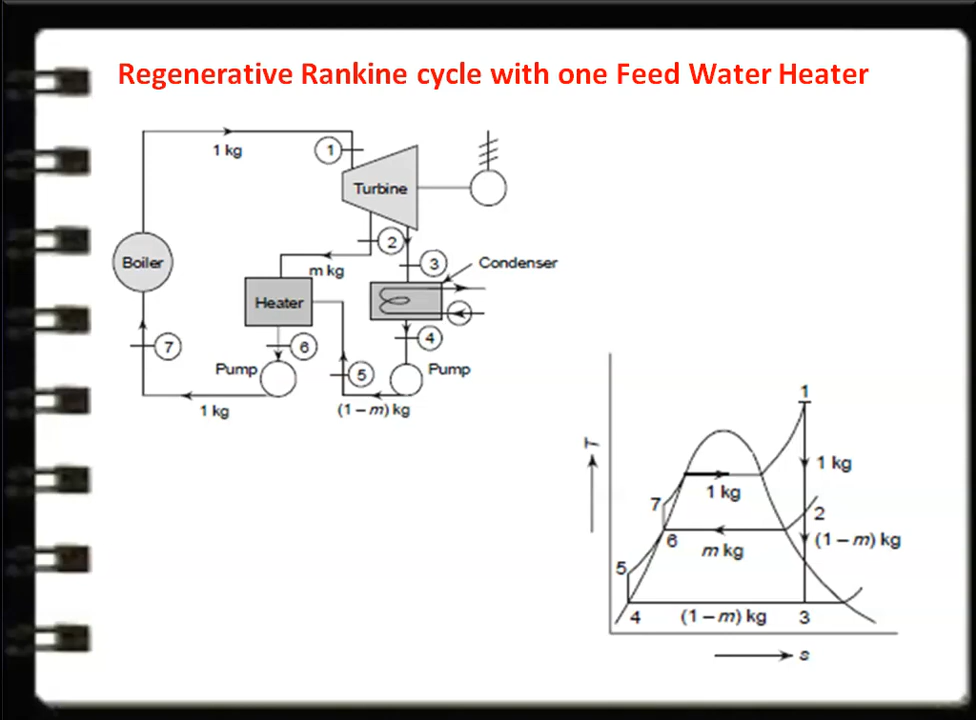 Regenerative Rankine cycle with one Feed Water Heater
1 kg
1
Turbine
2
3
Condenser
Boiler
m kg
Heater
4
7
6
Pump
5
Pump
1 kg
(1 – m) kg
T
1
1 kg
1 kg
7
2
(1 – m) kg
6
m kg
5
4
(1 – m) kg
3
s